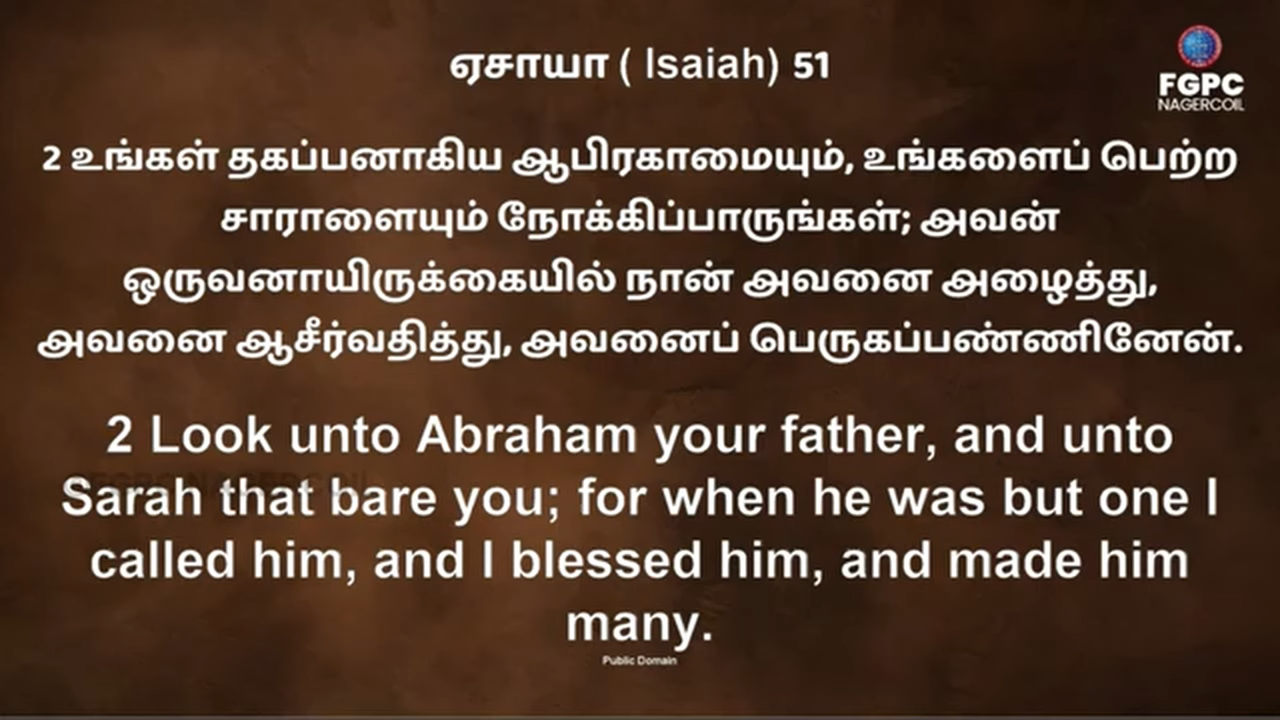 ஏசாயா ( Isaiah) 51
FGPC
NAGERCOIL
2 உங்கள் தகப்பனாகிய ஆபிரகாமையும், உங்களைப் பெற்ற
சாராளையும் நோக்கிப்பாருங்கள்; அவன்
ஒருவனாயிருக்கையில் நான் அவனை அழைத்து,
அவனை ஆசீர்வதித்து, அவனைப் பெருகப்பண்ணினேன்.
2 Look unto Abraham your father, and unto
Sarah that bare you; for when he was but one I
called him, and I blessed him, and made him
many.
Public Domain